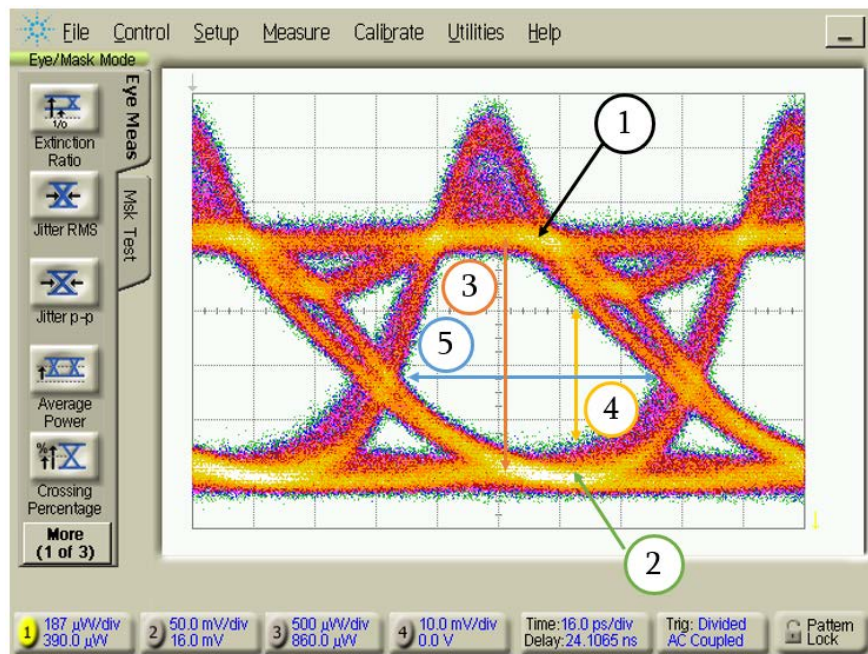 File Control Setup Measure Calibrate Utilities Help
Eye/Mask Mode
Eye Meas
Msk Test
1/0
Extinction
Ratio
Jitter RMS
Jitter p-p
Average
Power
%
Crossing
Percentage
More
(1 of 3)
1
3
5
4
2
1 187 µW/div
390.0 µW
2 50.0 mV/div
16.0 mV
3 500 µW/div
860.0 µW
4 10.0 mV/div
0.0 V
Time:16.0 ps/div
Delay:24.1065 ns
Trig: Divided
AC Coupled
Pattern
Lock